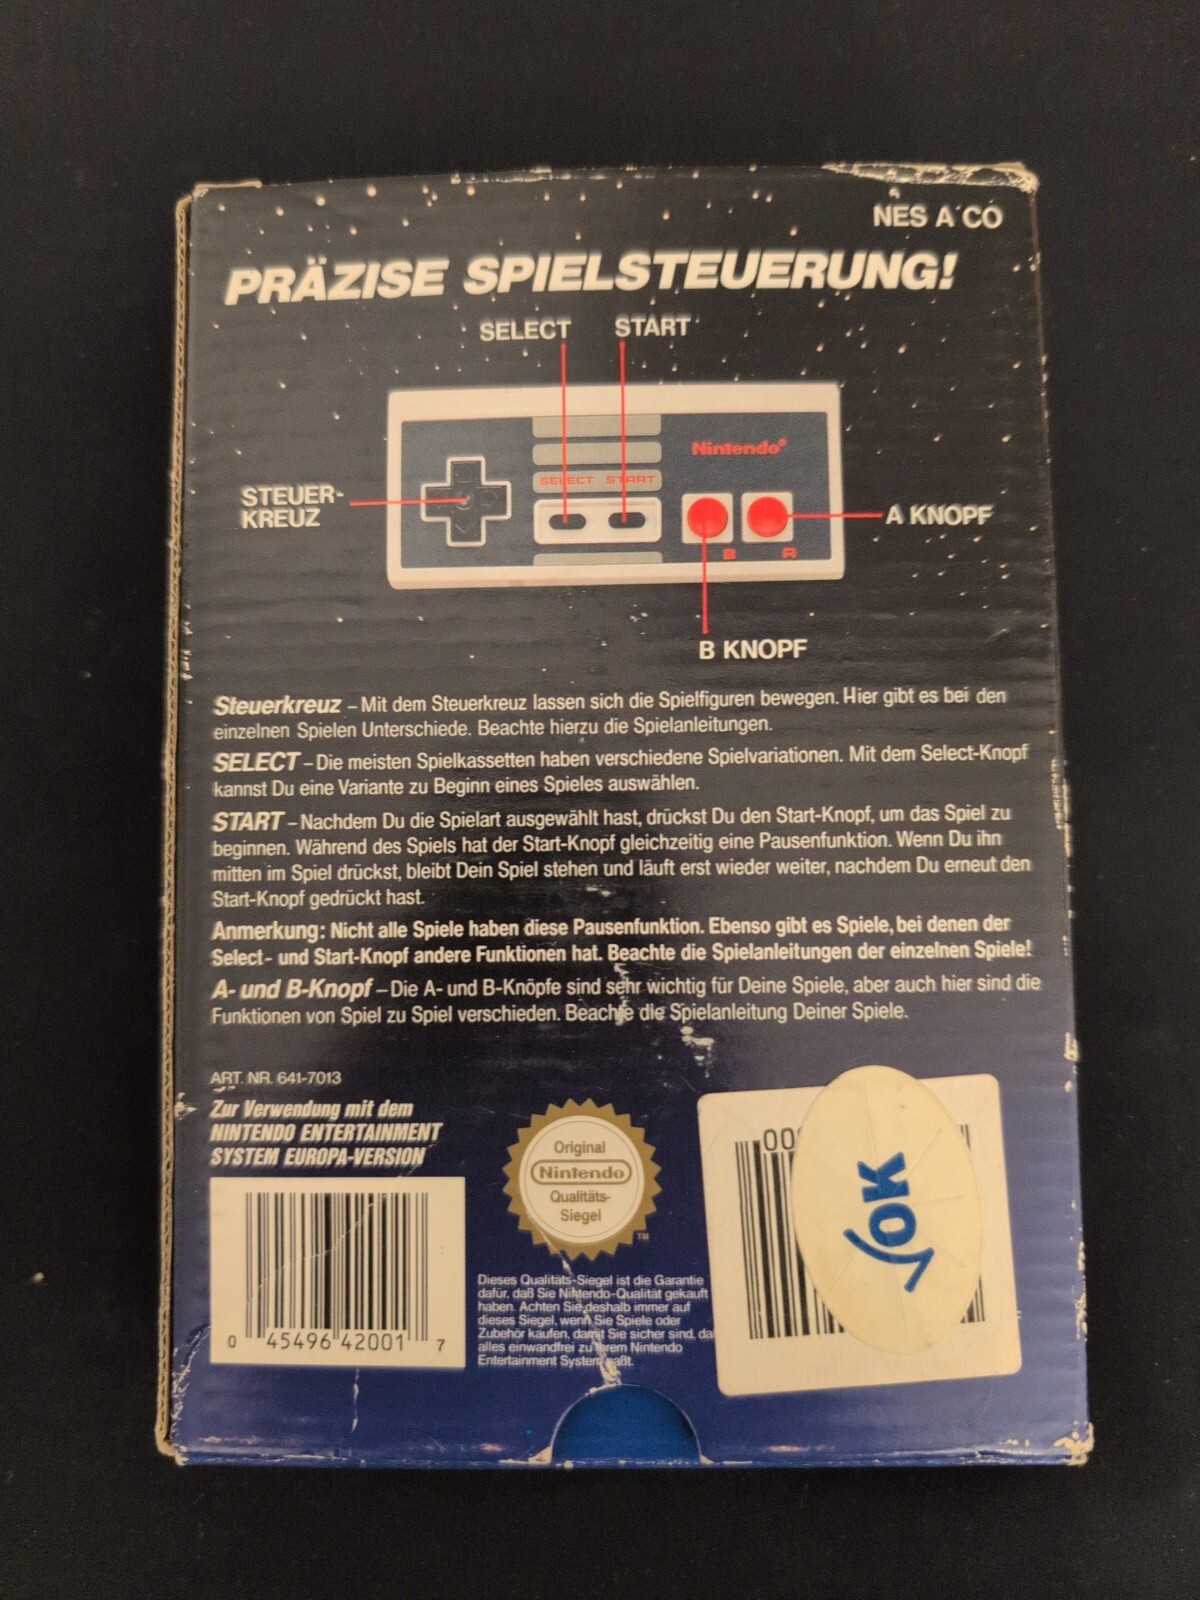 NES A CO
PRÄZISE SPIELSTEUERUNG!
SELECT START
Nintendo®
SELECT START
STEUER-
KREUZ
A KNOPF
B A
B KNOPF
Steuerkreuz – Mit dem Steuerkreuz lassen sich die Spielfiguren bewegen. Hier gibt es bei den
einzelnen Spielen Unterschiede. Beachte hierzu die Spielanleitungen.
SELECT – Die meisten Spielkassetten haben verschiedene Spielvariationen. Mit dem Select-Knopf
kannst Du eine Variante zu Beginn eines Spieles auswählen.
START – Nachdem Du die Spielart ausgewählt hast, drückst Du den Start-Knopf, um das Spiel zu
beginnen. Während des Spiels hat der Start-Knopf gleichzeitig eine Pausenfunktion. Wenn Du ihn
mitten im Spiel drückst, bleibt Dein Spiel stehen und läuft erst wieder weiter, nachdem Du erneut den
Start-Knopf gedrückt hast.
Anmerkung: Nicht alle Spiele haben diese Pausenfunktion. Ebenso gibt es Spiele, bei denen der
Select- und Start-Knopf andere Funktionen hat. Beachte die Spielanleitungen der einzelnen Spiele!
A- und B-Knopf – Die A- und B-Knöpfe sind sehr wichtig für Deine Spiele, aber auch hier sind die
Funktionen von Spiel zu Spiel verschieden. Beachte die Spielanleitung Deiner Spiele.
ART. NR. 641-7013
Zur Verwendung mit dem
NINTENDO ENTERTAINMENT
SYSTEM EUROPA-VERSION
0 45496 42001 7
Original
Nintendo
Qualitäts-
Siegel
TM
Dieses Qualitäts-Siegel ist die Garantie
dafür, daß Sie Nintendo-Qualität gekauft
haben. Achten Sie deshalb immer auf
dieses Siegel, wenn Sie Spiele oder
Zubehör kaufen, damit Sie sicher sind, da
alles einwandfrei zu Ihrem Nintendo
Entertainment System paßt.
00
JOK